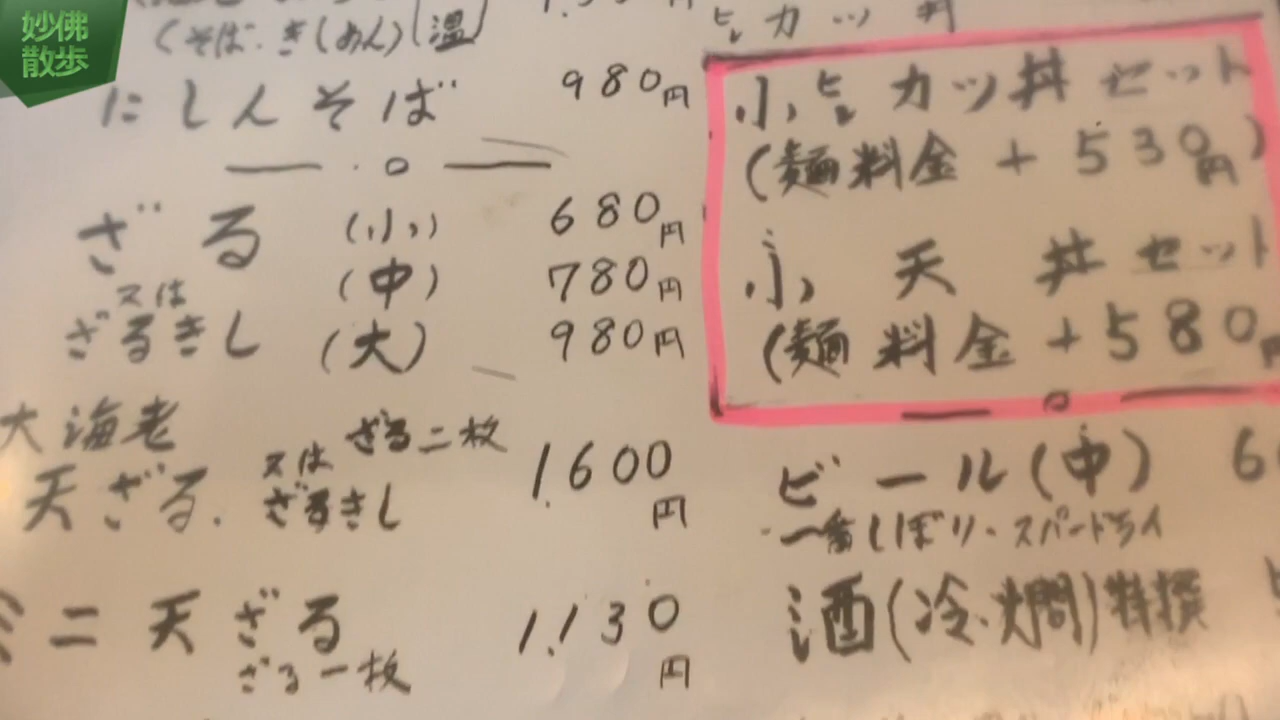 妙佛
散歩
(そば.きしめん)(温)
にしんそば 980円
ざる (小) 680円
(中) 780円
又は
ざるきし (大) 980円
大海老
天ざる. 又は ざる二枚
ざるきし 1.600円
ミニ天ざる 1.130円
ざる一枚
ヒレカツ丼
小ヒレカツ丼セット
(麺料金+530円)
小天丼セット
(麺料金+580円
ビール(中) 6
一番しぼり・スパードライ
酒(冷、燗)特撰